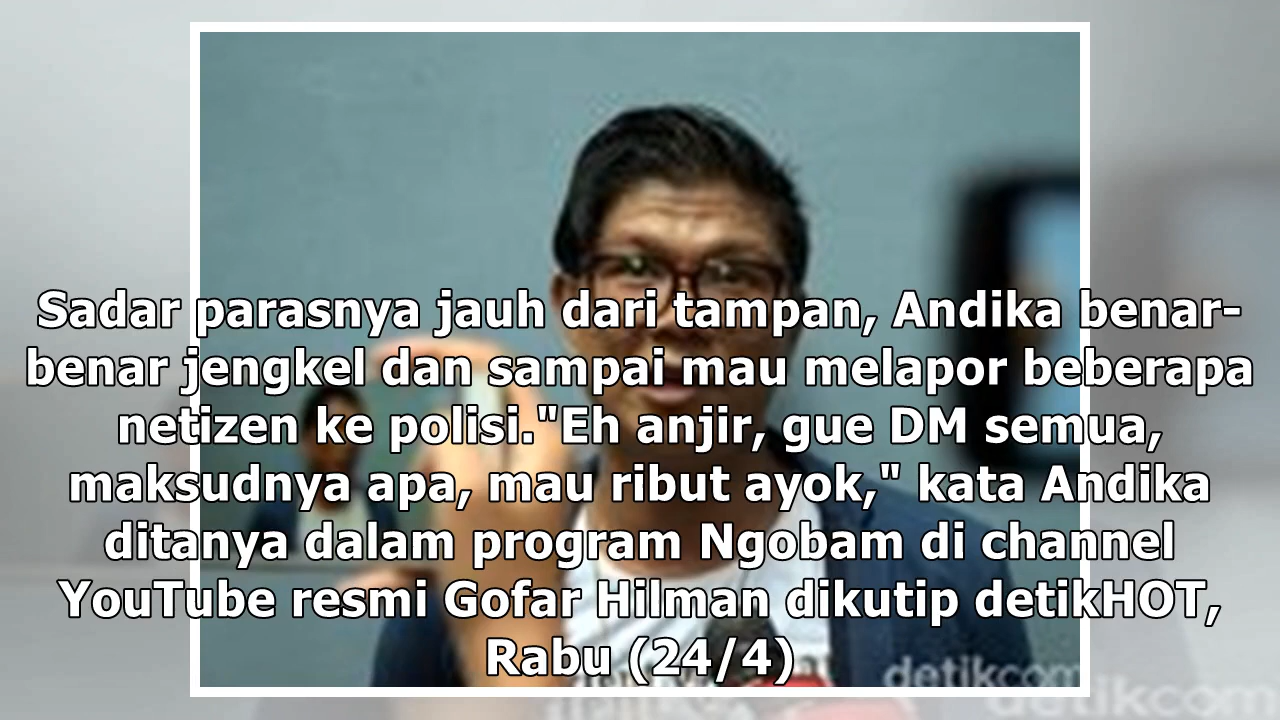 Sadar parasnya jauh dari tampan, Andika benar-
benar jengkel dan sampai mau melapor beberapa
netizen ke polisi."Eh anjir, gue DM semua,
maksudnya apa, mau ribut ayok," kata Andika
ditanya dalam program Ngobam di channel
YouTube resmi Gofar Hilman dikutip detikHOT,
Rabu (24/4)
detikcom
detikcom